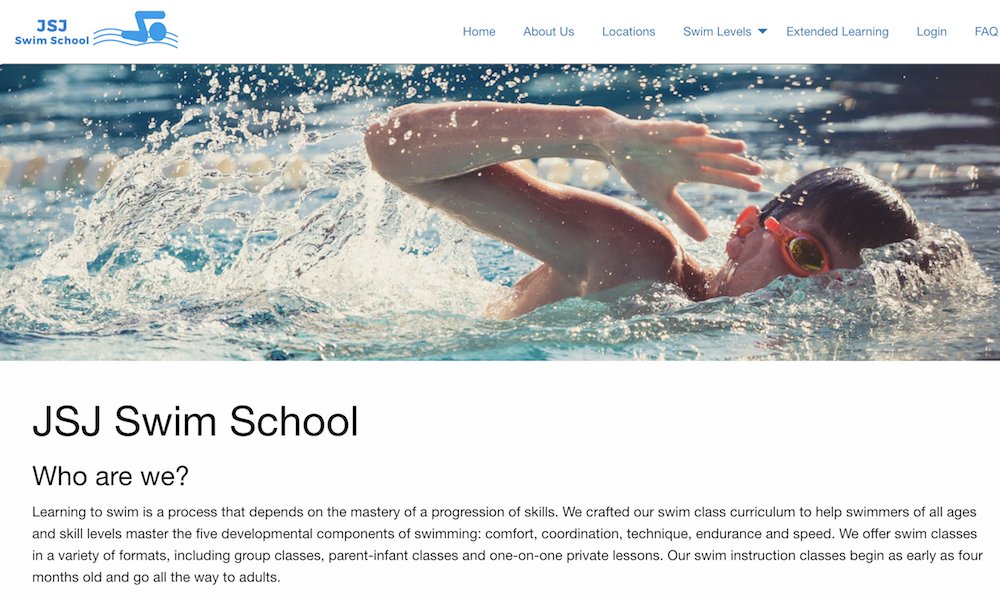 JSJ
Swim School
Home About Us Locations Swim Levels Extended Learning Login FAQ
JSJ Swim School
Who are we?
Learning to swim is a process that depends on the mastery of a progression of skills. We crafted our swim class curriculum to help swimmers of all ages
and skill levels master the five developmental components of swimming: comfort, coordination, technique, endurance and speed. We offer swim classes
in a variety of formats, including group classes, parent-infant classes and one-on-one private lessons. Our swim instruction classes begin as early as four
months old and go all the way to adults.